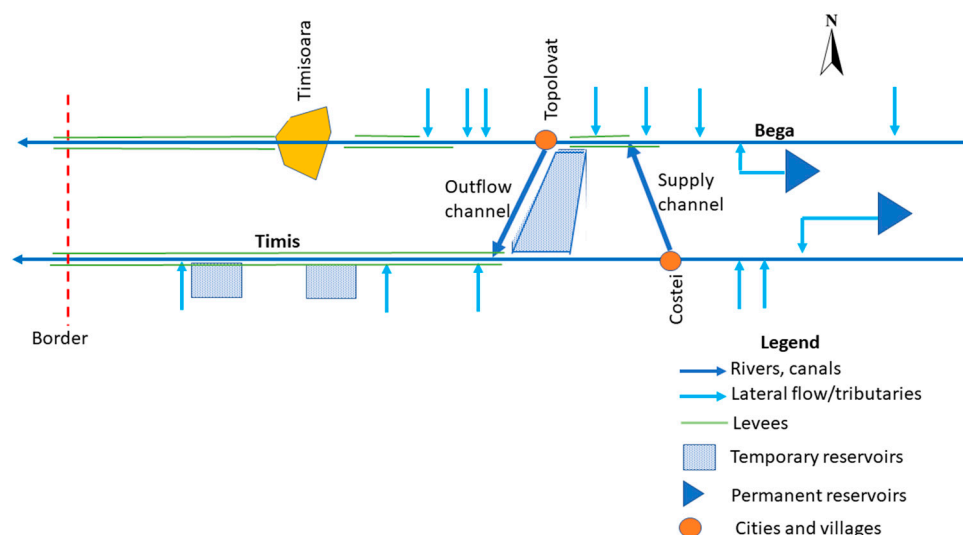 N
Timisoara
Topolovat
Bega
Outflow
channel
Supply
channel
Timis
Costei
Border
Legend
Rivers, canals
Lateral flow/tributaries
Levees
Temporary reservoirs
Permanent reservoirs
Cities and villages